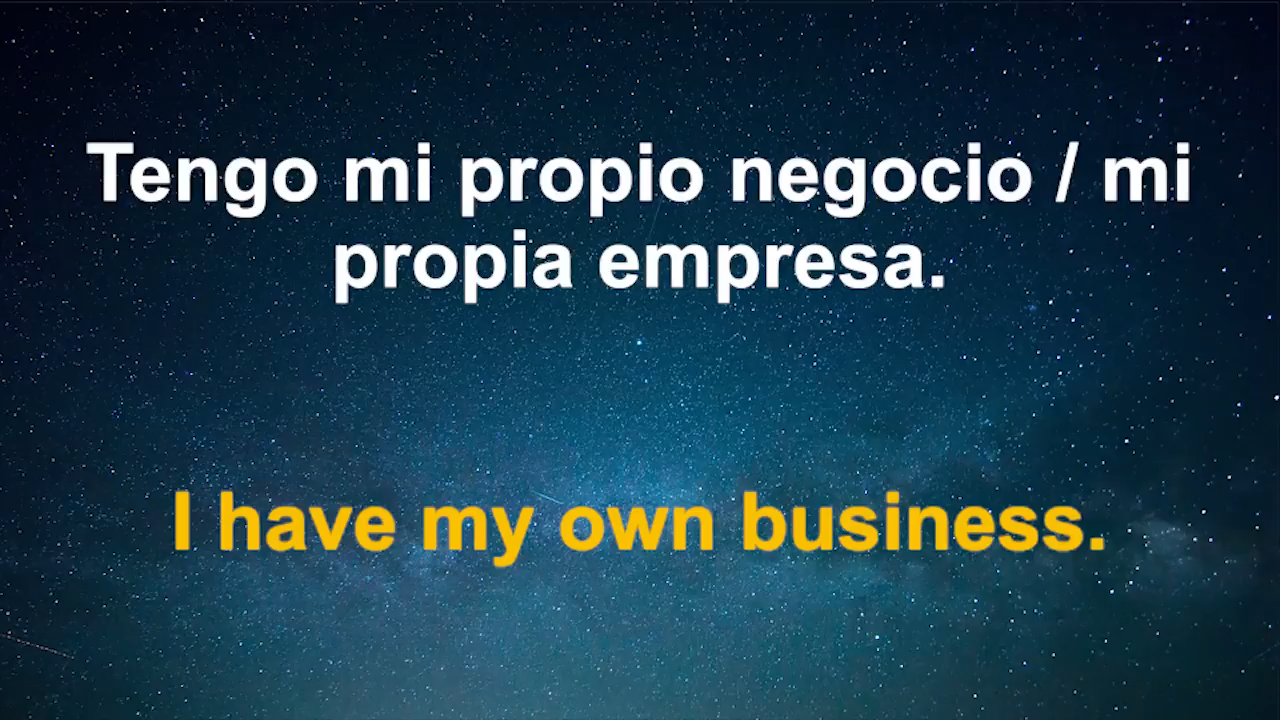 Tengo mi propio negocio / mi
propia empresa.
I have my own business.